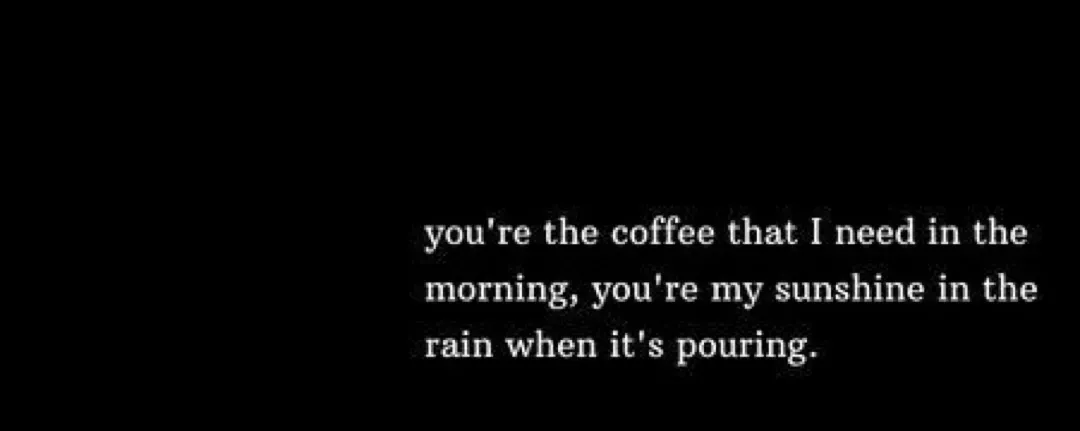 you're the coffee that I need in the
morning, you're my sunshine in the
rain when it's pouring.